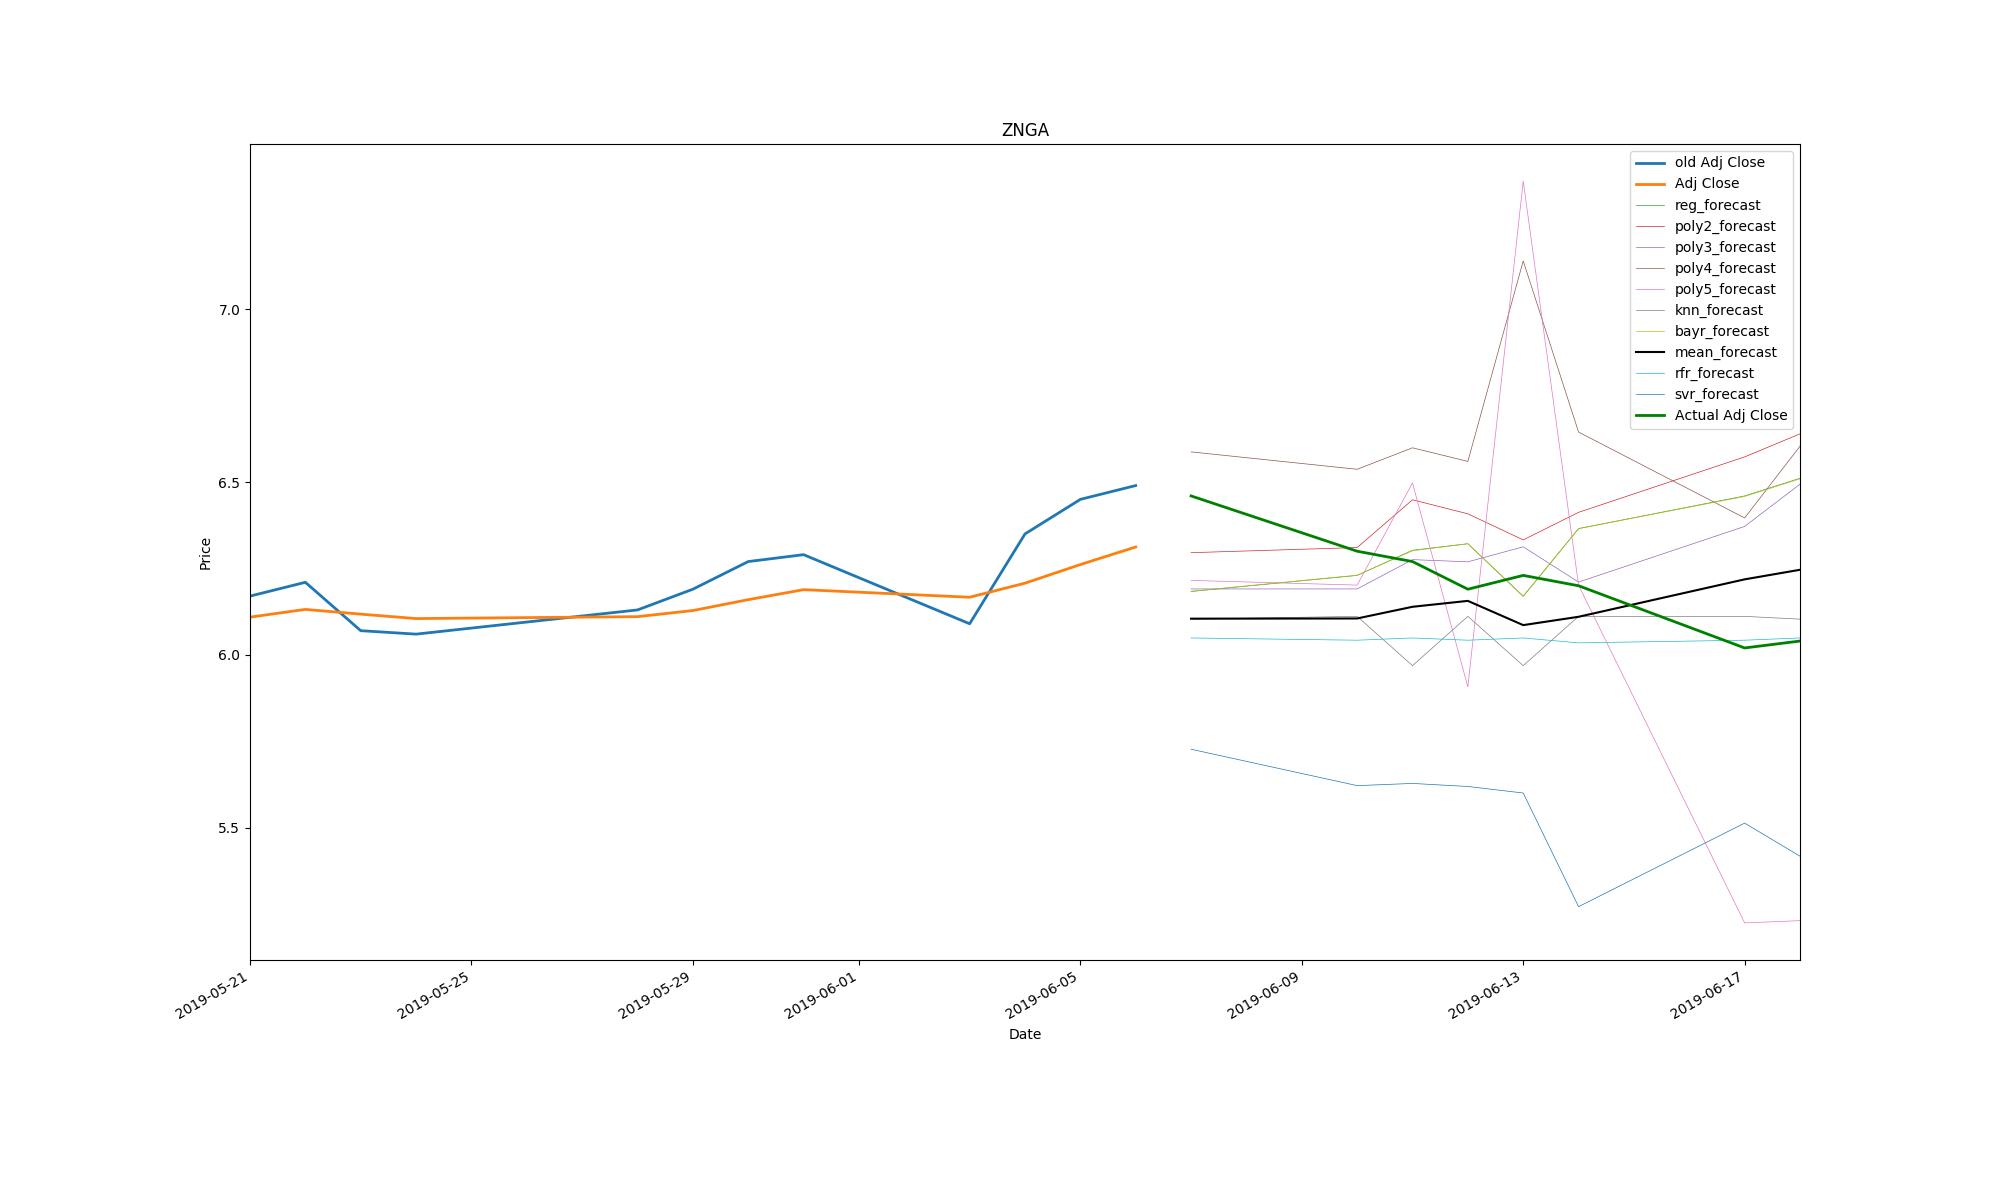 ZNGA
old Adj Close
Adj Close
reg_forecast
poly2_forecast
poly3_forecast
poly4_forecast
poly5_forecast
knn_forecast
bayr_forecast
mean_forecast
rfr_forecast
svr_forecast
Actual Adj Close
7.0
6.5
6.0
5.5
Price
2019-05-21
2019-05-25
2019-05-29
2019-06-01
2019-06-05
2019-06-09
2019-06-13
2019-06-17
Date